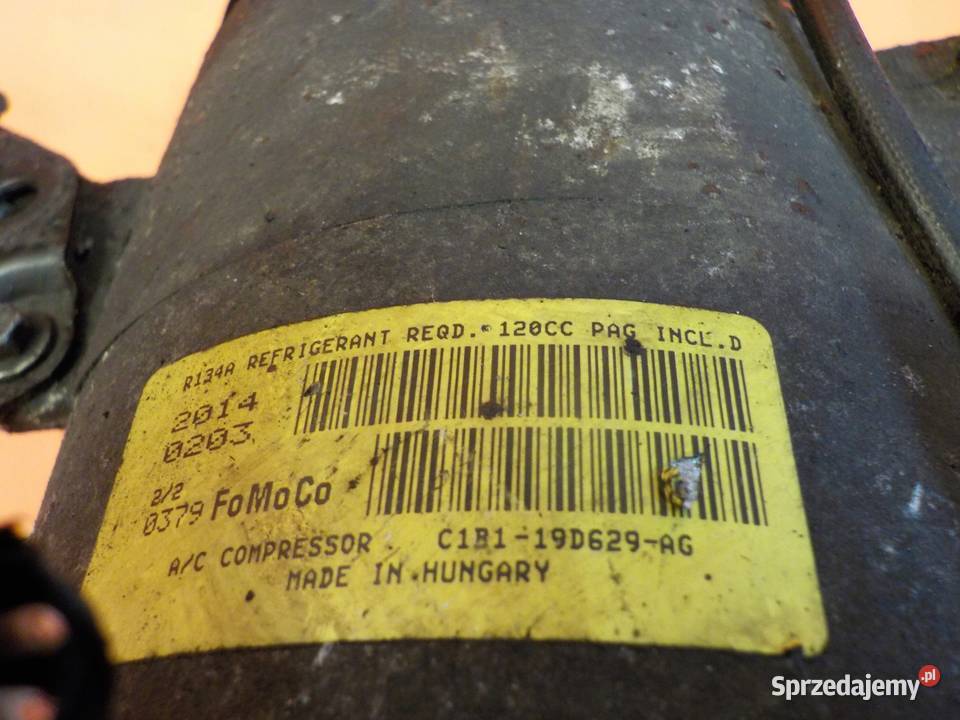 R134A REFRIGERANT REQD. 120CC PAG INCL.D
2014
0203
2/2
0379 FoMoCo
A/C COMPRESSOR C1B1-19D629-AG
MADE IN HUNGARY
Sprzedajemy.pl